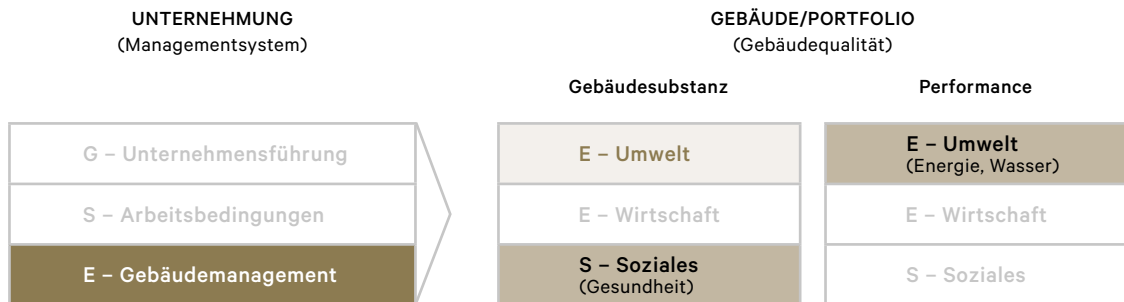 UNTERNEHMUNG
(Managementsystem)
GEBÄUDE/PORTFOLIO
(Gebäudequalität)
Gebäudesubstanz
Performance
G – Unternehmensführung
S – Arbeitsbedingungen
E – Gebäudemanagement
E – Umwelt
E – Wirtschaft
S – Soziales
(Gesundheit)
E – Umwelt
(Energie, Wasser)
E – Wirtschaft
S – Soziales